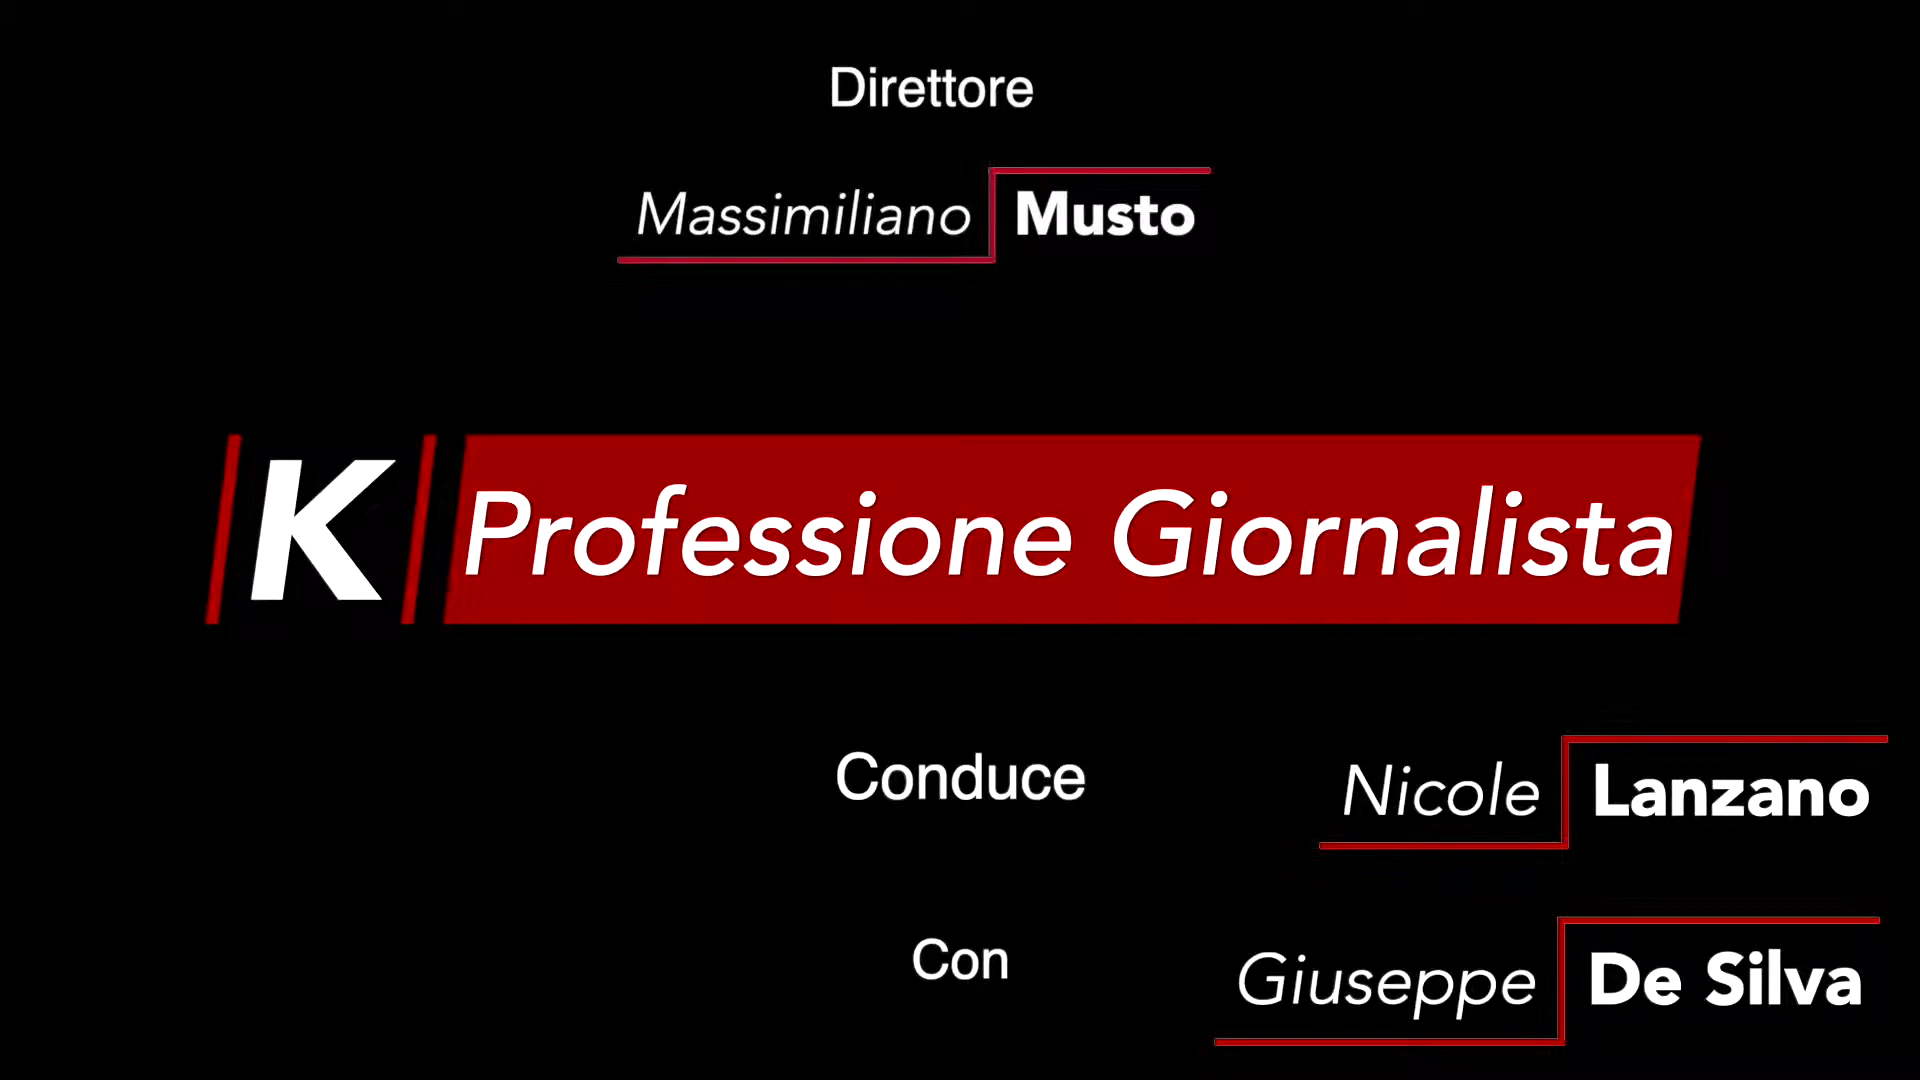 Direttore
Massimiliano Musto
K Professione Giornalista
Conduce Nicole Lanzano
Con Giuseppe De Silva